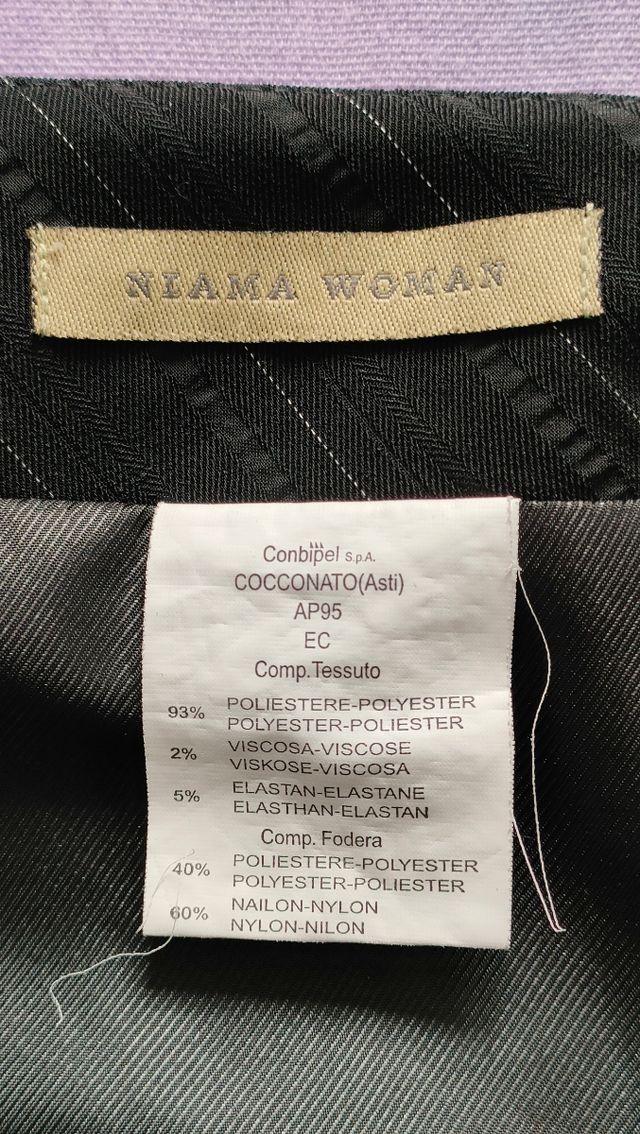 NIAMA WOMAN
Conbipel S.p.A.
COCCONATO(Asti)
AP95
EC
Comp.Tessuto
93% POLIESTERE-POLYESTER
POLYESTER-POLIESTER
2% VISCOSA-VISCOSE
VISKOSE-VISCOSA
5% ELASTAN-ELASTANE
ELASTHAN-ELASTAN
Comp. Fodera
40% POLIESTERE-POLYESTER
POLYESTER-POLIESTER
60% NAILON-NYLON
NYLON-NILON